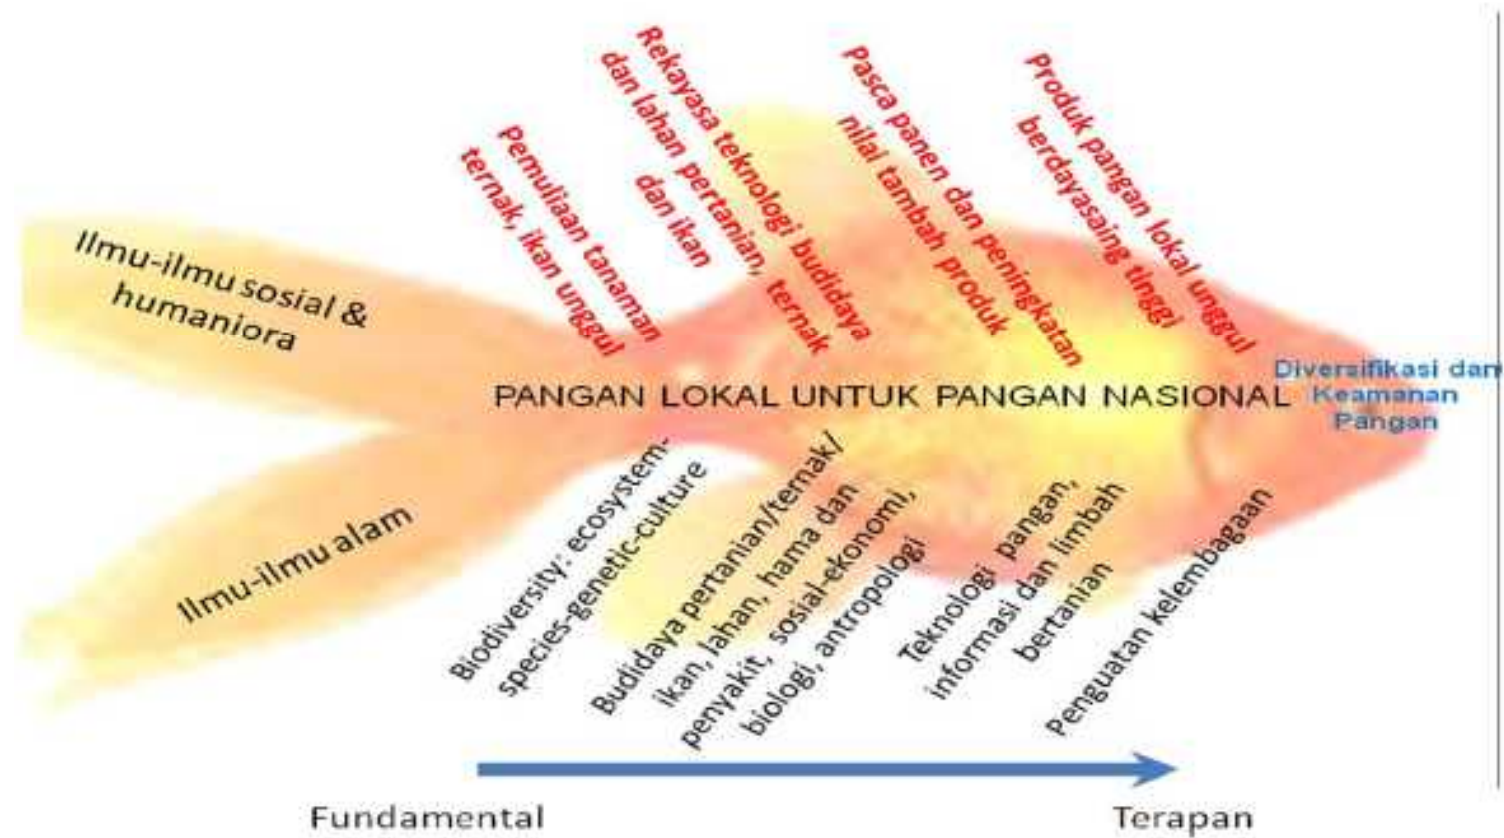 Ilmu-ilmu sosial &
humaniora
Ilmu-ilmu alam
Pemuliaan tanaman
ternak, ikan unggul
Rekayasa teknologi budidaya
dan lahan pertanian, ternak
dan ikan
Pasca panen dan peningkatan
nilai tambah produk
Produk pangan lokal unggul
berdayasaing tinggi
PANGAN LOKAL UNTUK PANGAN NASIONAL
Diversifikasi dan
Keamanan
Pangan
Biodiversity: ecosystem-
species-genetic-culture
Budidaya pertanian/ternak/
ikan, lahan, hama dan
penyakit, sosial-ekonomi,
biologi, antropologi
Teknologi pangan,
informasi dan limbah
bertanian
Penguatan kelembagaan
Fundamental
Terapan